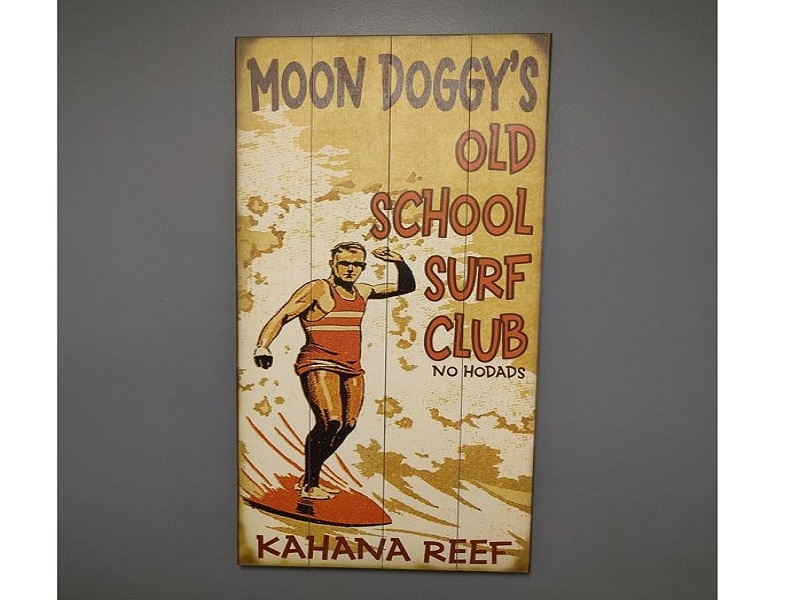 MOON DOGGY'S
OLD
SCHOOL
SURF
CLUB
NO HODADS
KAHANA REEF